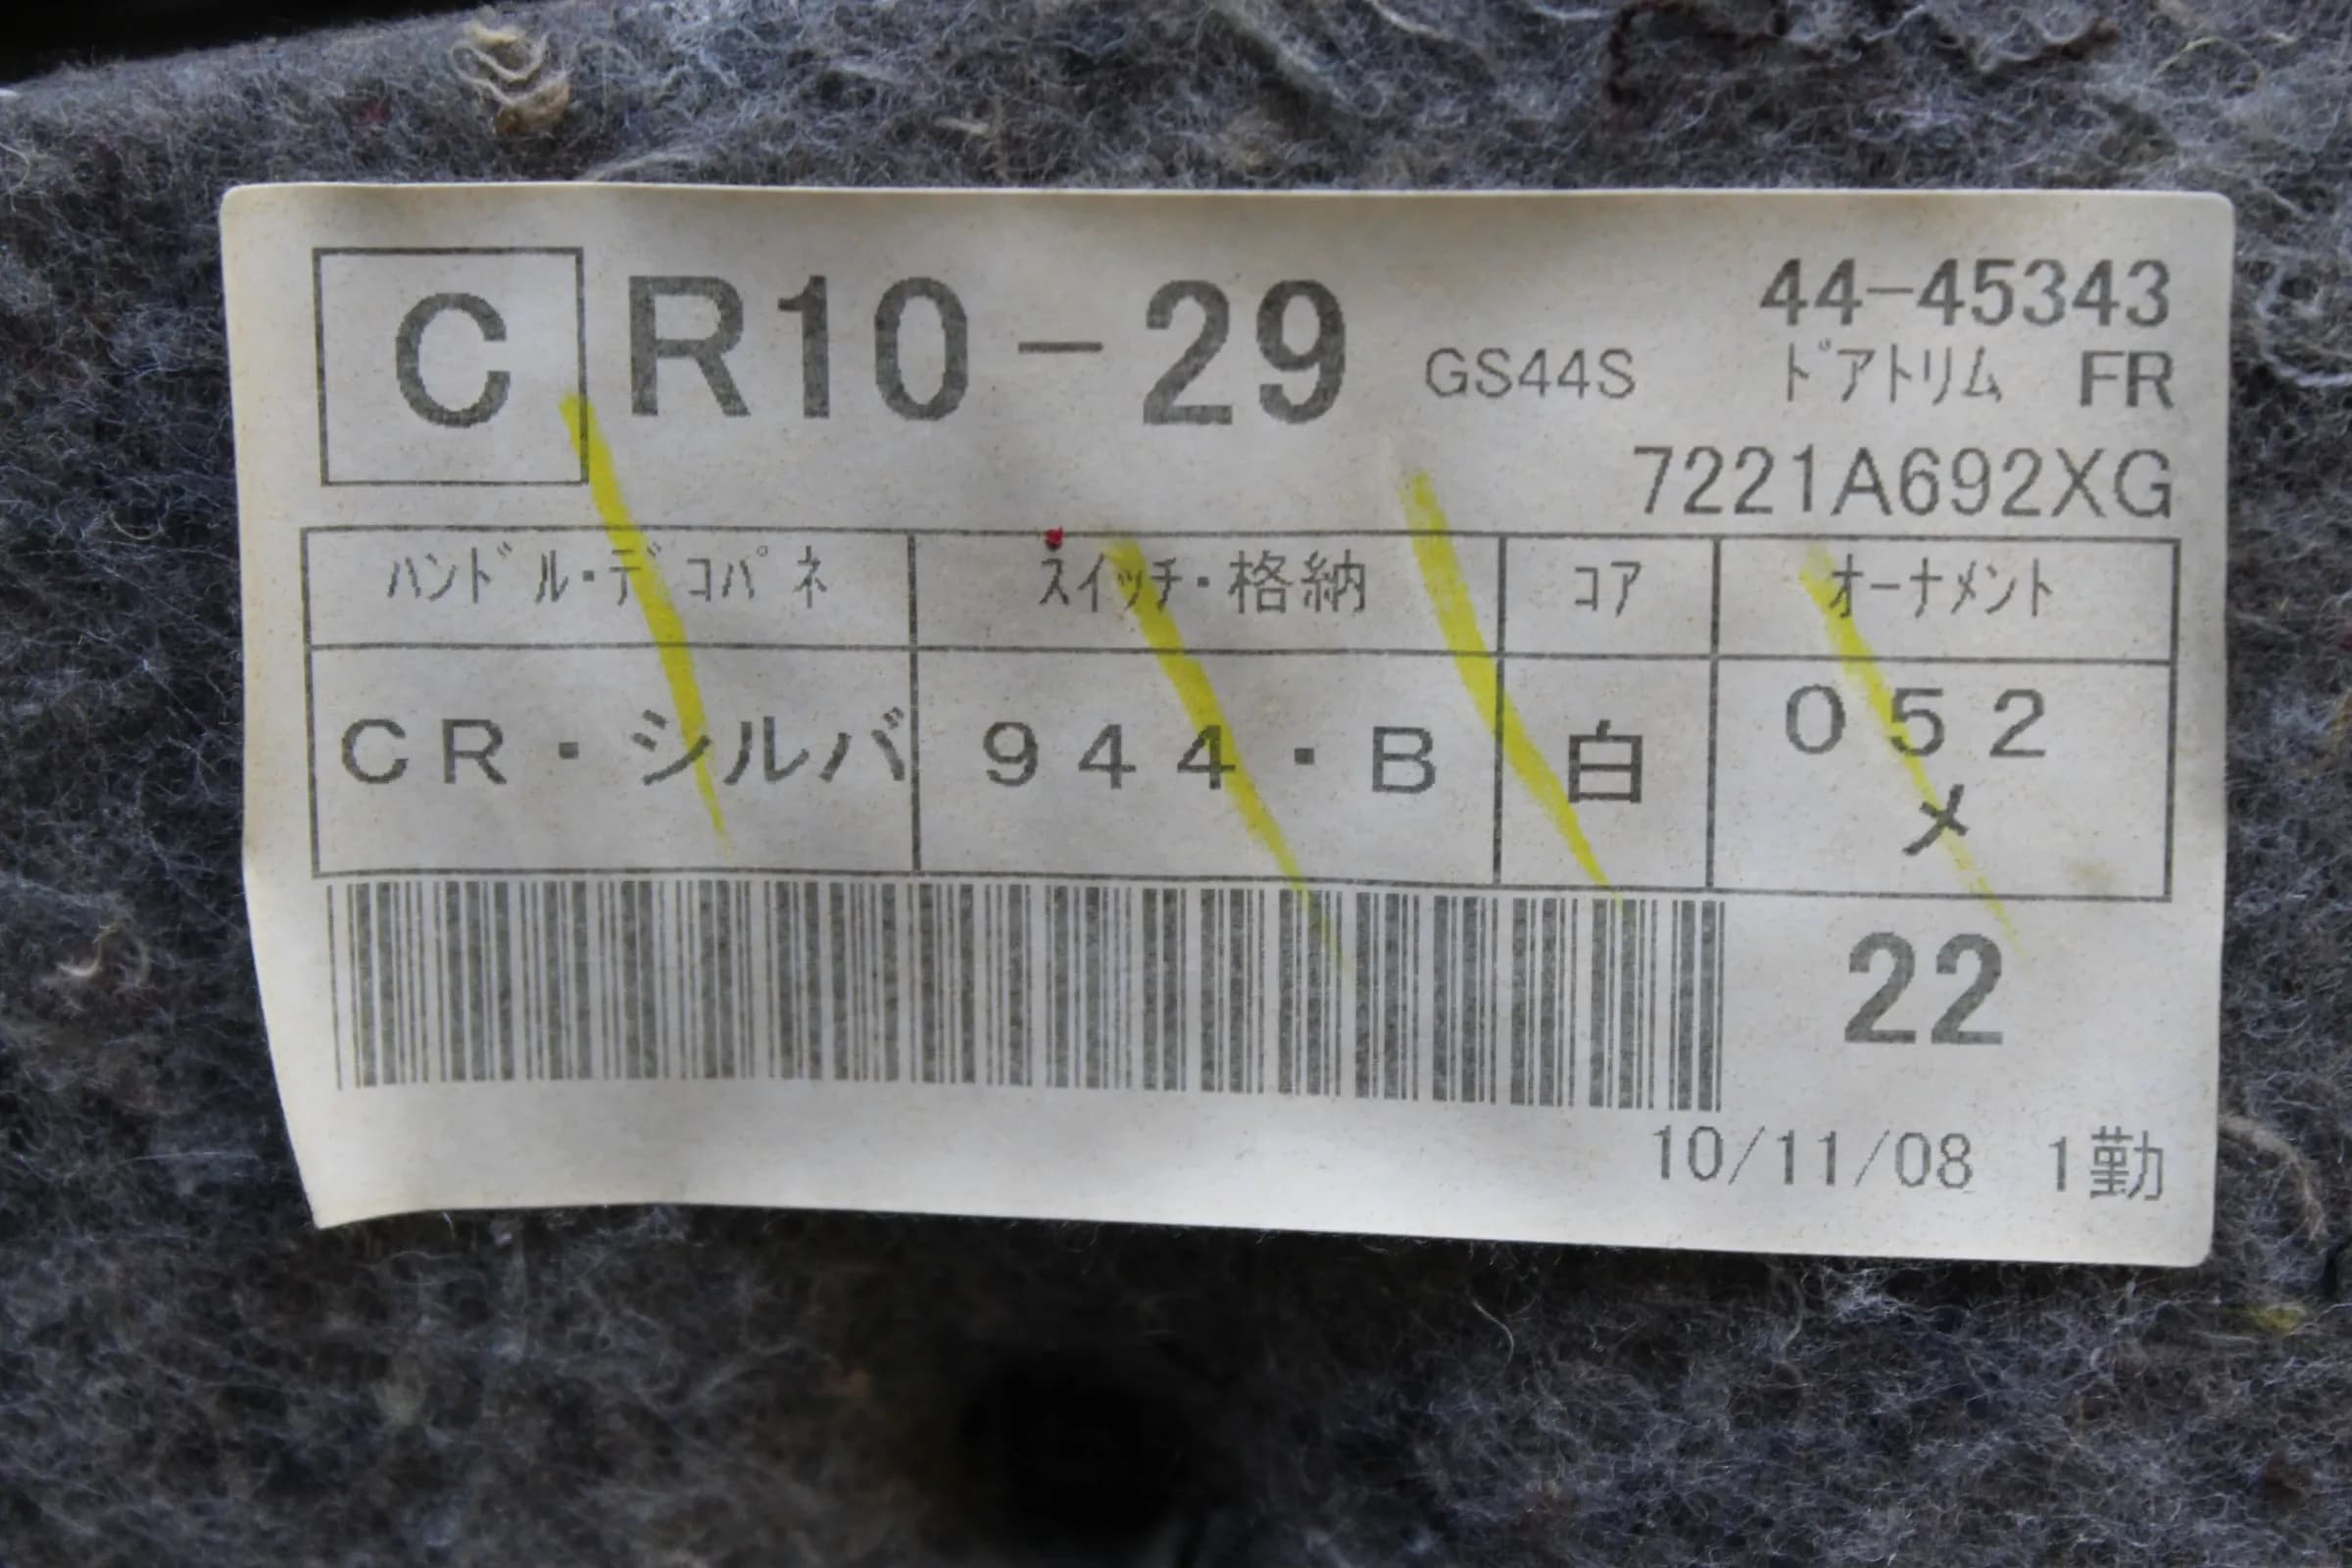 C R10-29 GS44S 44-45343
ﾄﾞｱﾄﾘﾑ FR
7221A692XG
ﾊﾝﾄﾞﾙ・ﾃﾞｺﾊﾟﾈ ｽｲｯﾁ・格納 ｺｱ ｵｰﾅﾒﾝﾄ
ＣＲ・シルバ ９４４・Ｂ 白 ０５２
メ
22
10/11/08 1勤